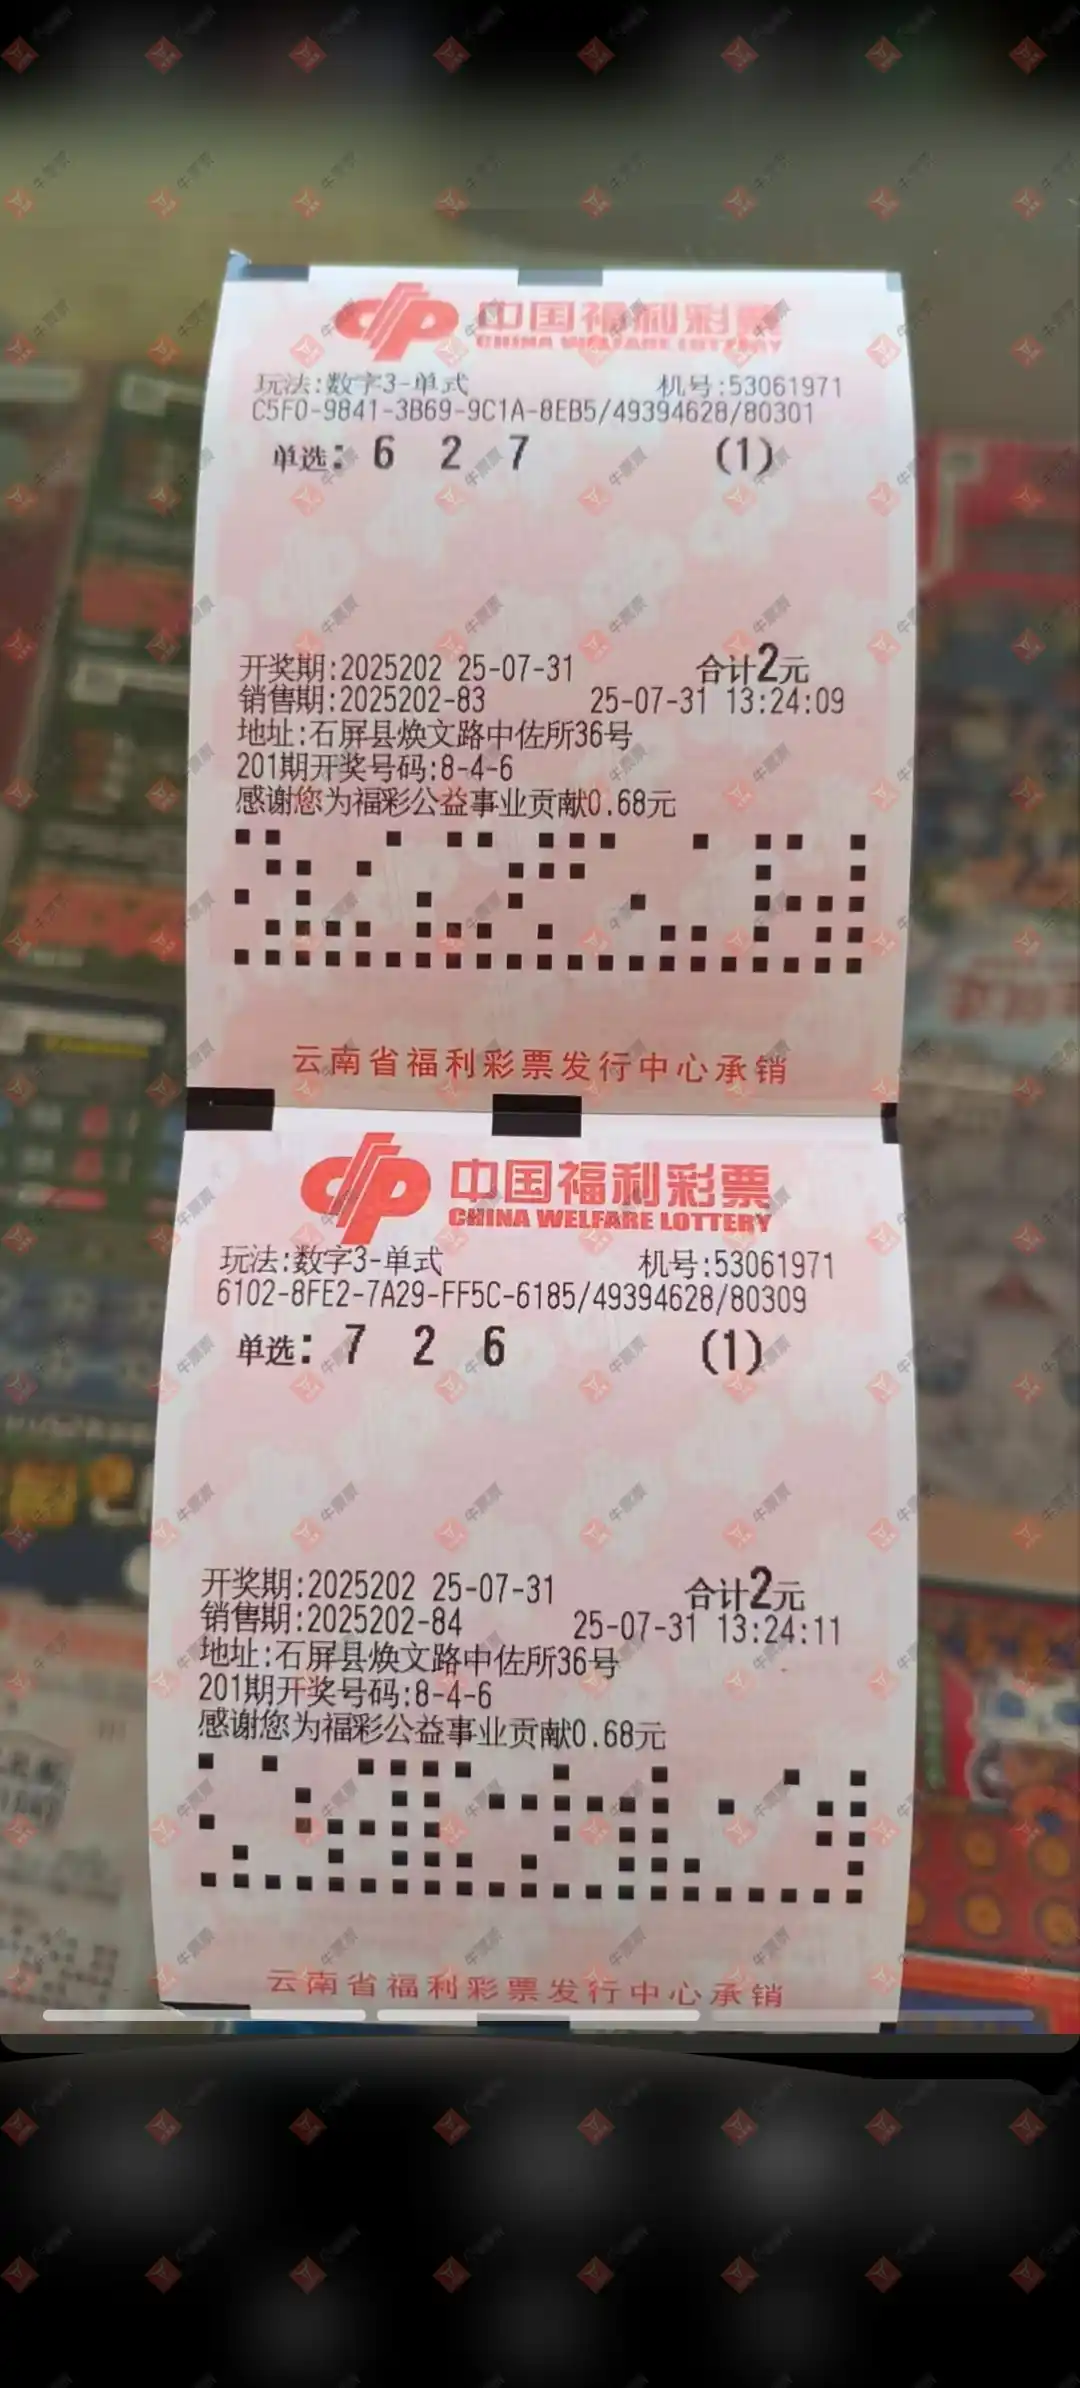 中国福利彩票
CHINA WELFARE LOTTERY
玩法:数字3-单式 机号:53061971
C5F0-9841-3B69-9C1A-8EB5/49394628/80301
单选: 6 2 7 (1)
开奖期:2025202 25-07-31 合计2元
销售期:2025202-83 25-07-31 13:24:09
地址:石屏县焕文路中佐所36号
201期开奖号码:8-4-6
感谢您为福彩公益事业贡献0.68元
云南省福利彩票发行中心承销
中国福利彩票
CHINA WELFARE LOTTERY
玩法:数字3-单式 机号:53061971
6102-8FE2-7A29-FF5C-6185/49394628/80309
单选: 7 2 6 (1)
开奖期:2025202 25-07-31 合计2元
销售期:2025202-84 25-07-31 13:24:11
地址:石屏县焕文路中佐所36号
201期开奖号码:8-4-6
感谢您为福彩公益事业贡献0.68元
云南省福利彩票发行中心承销